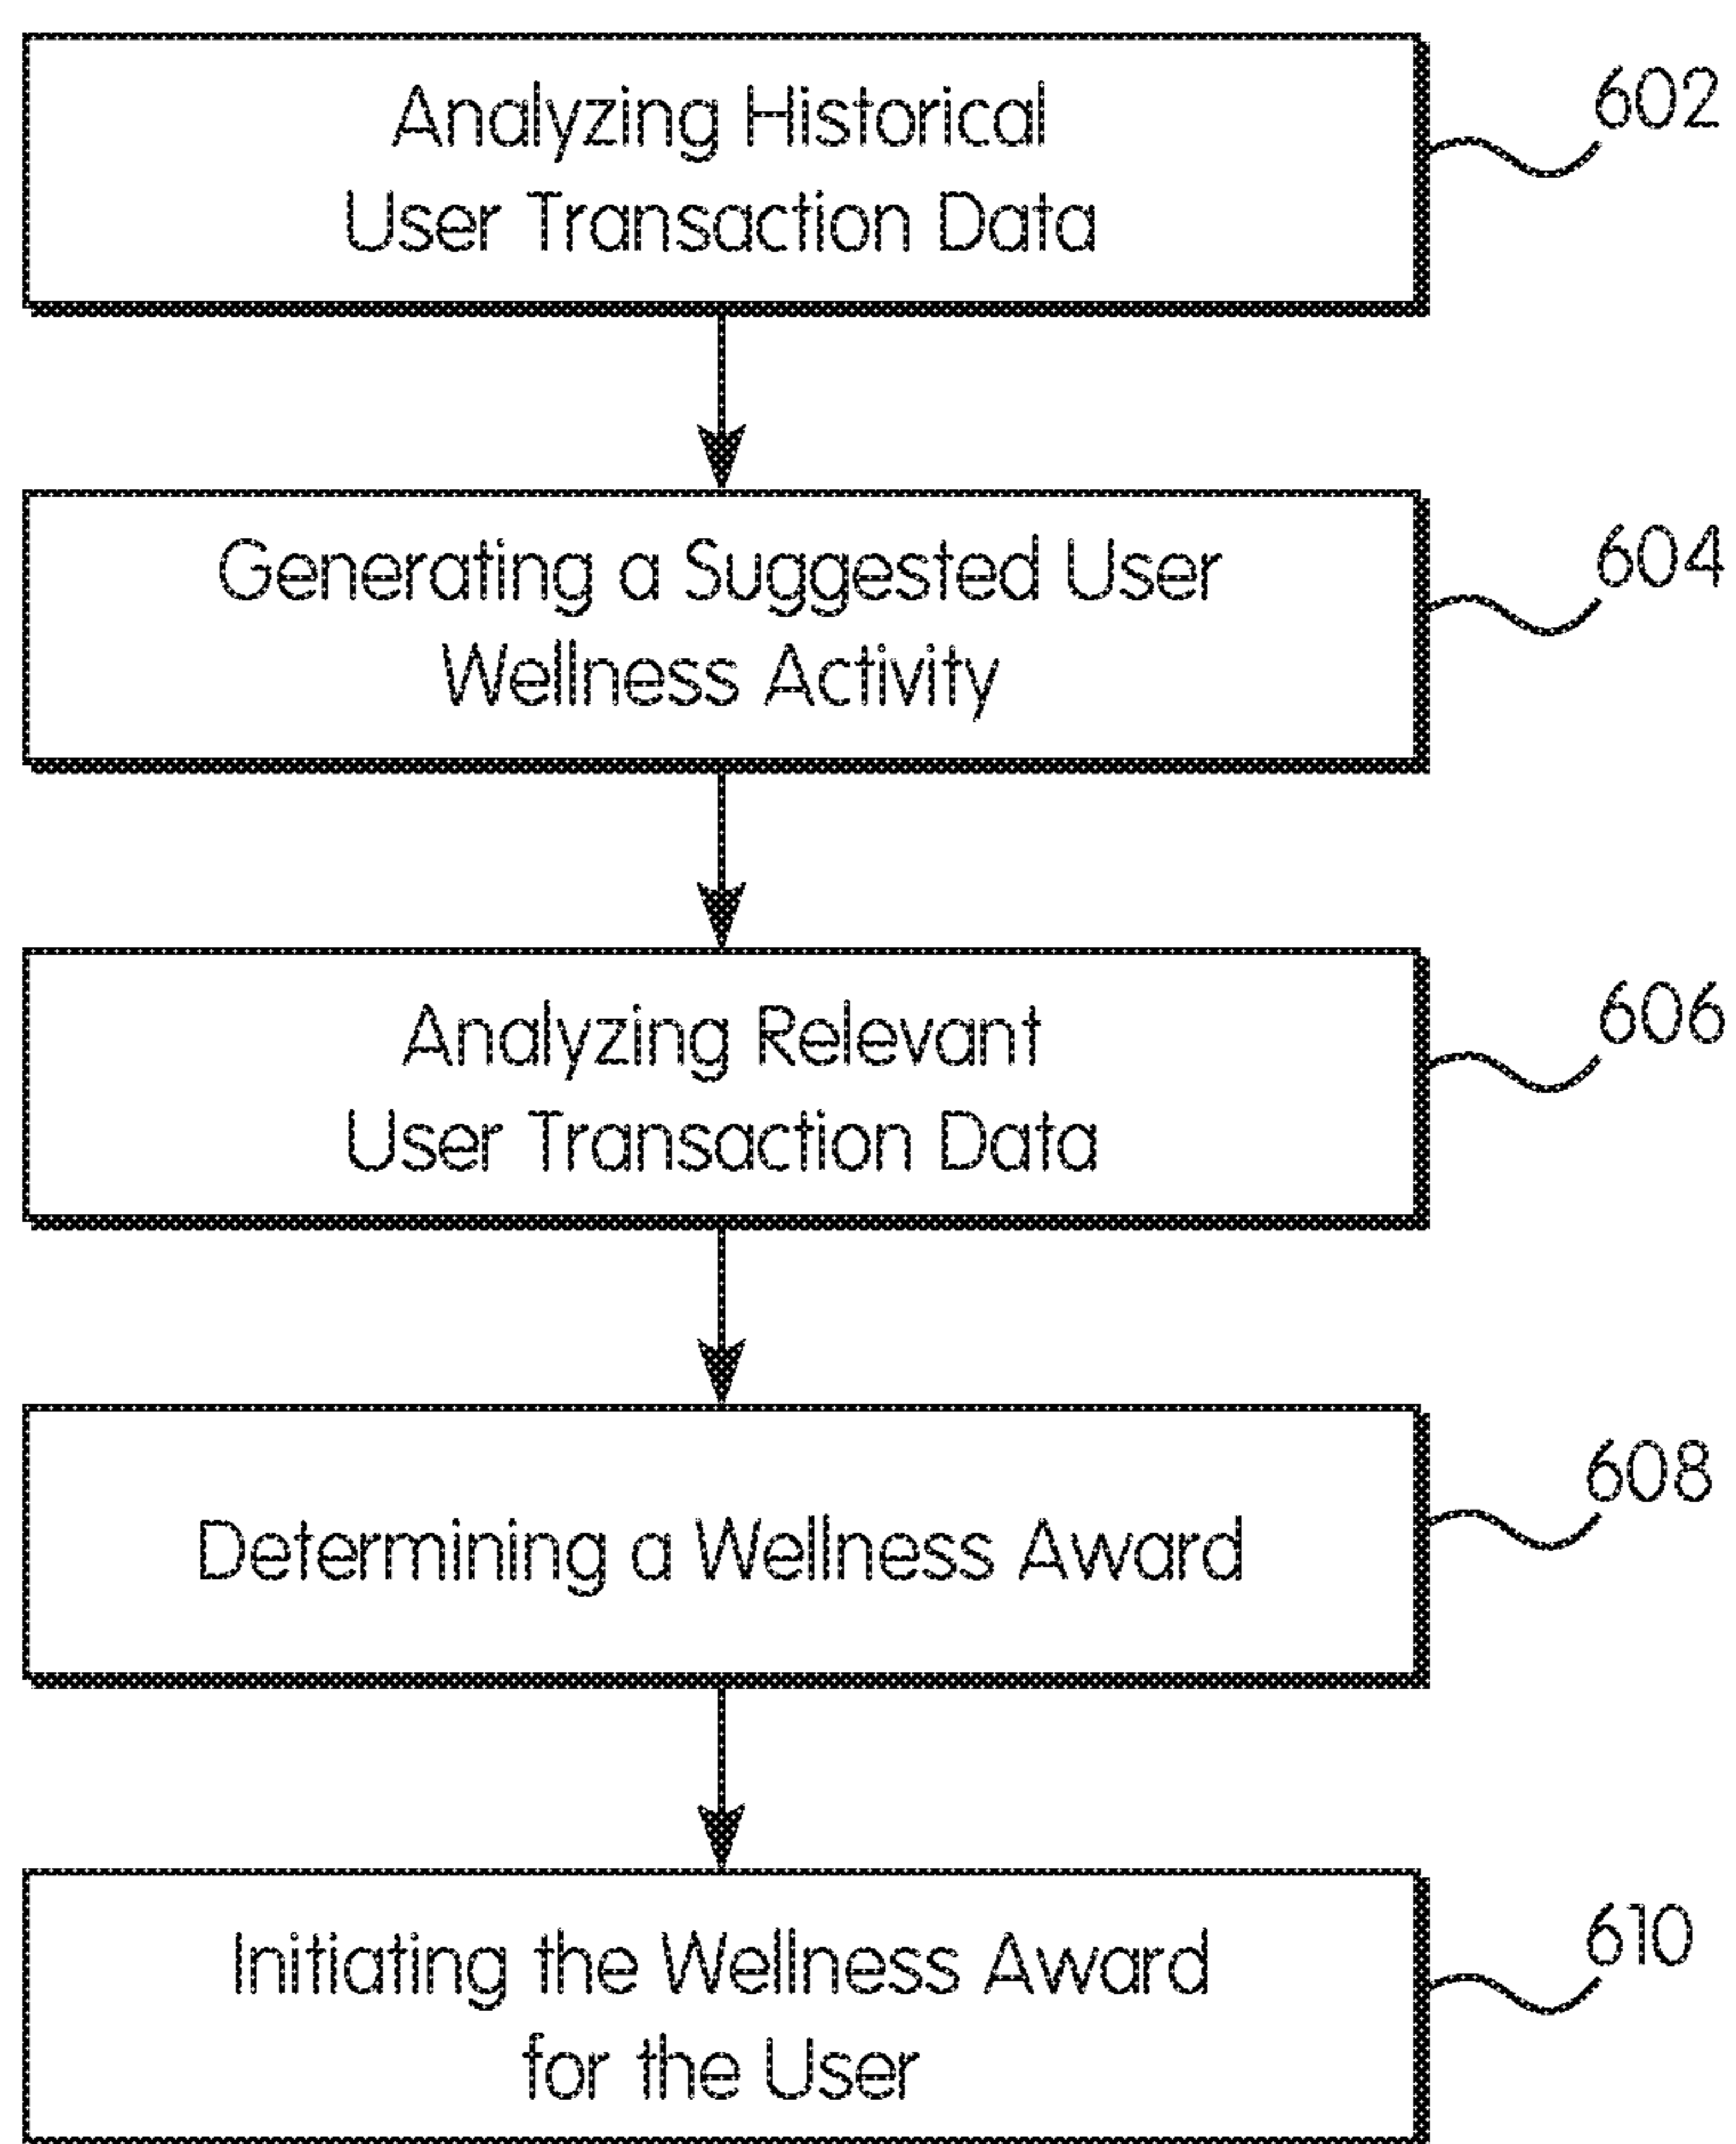 Analyzing Historical
User Transaction Data
602
Generating a Suggested User
Wellness Activity
604
Analyzing Relevant
User Transaction Data
606
Determining a Wellness Award
608
Initiating the Wellness Award
for the User
610